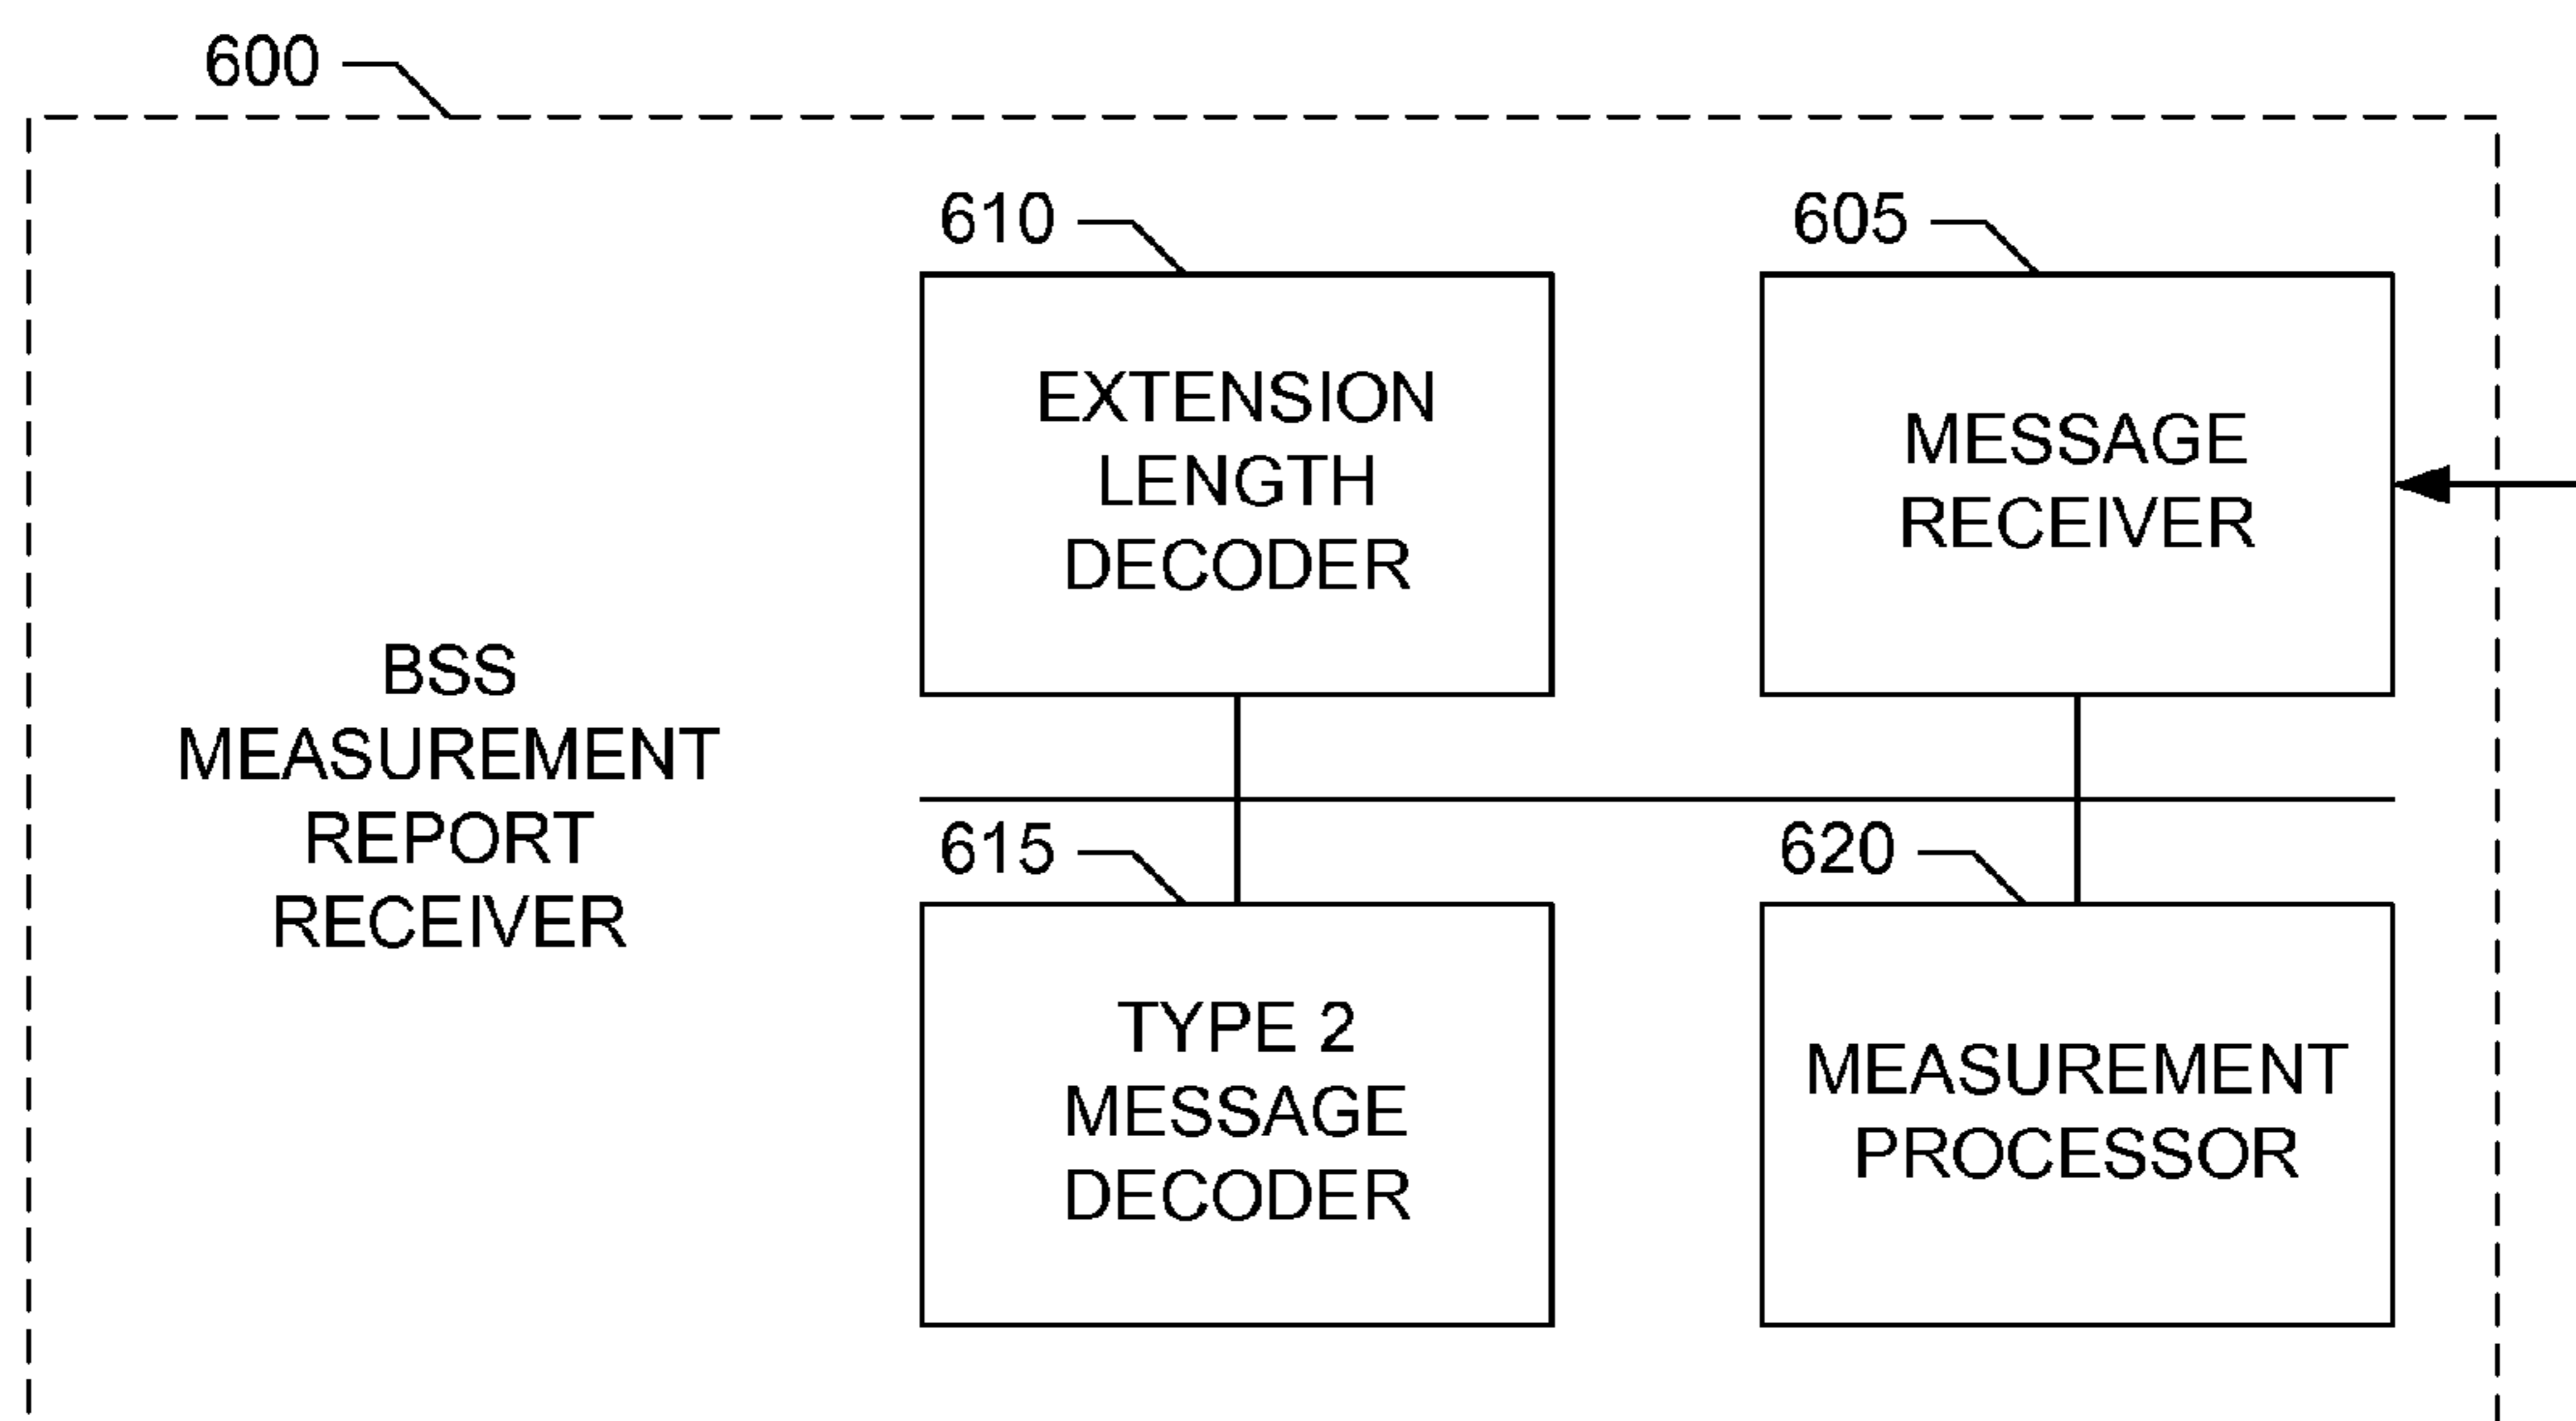 600
610
605
EXTENSION
LENGTH
DECODER
MESSAGE
RECEIVER
BSS
MEASUREMENT
REPORT
RECEIVER
615
620
TYPE 2
MESSAGE
DECODER
MEASUREMENT
PROCESSOR